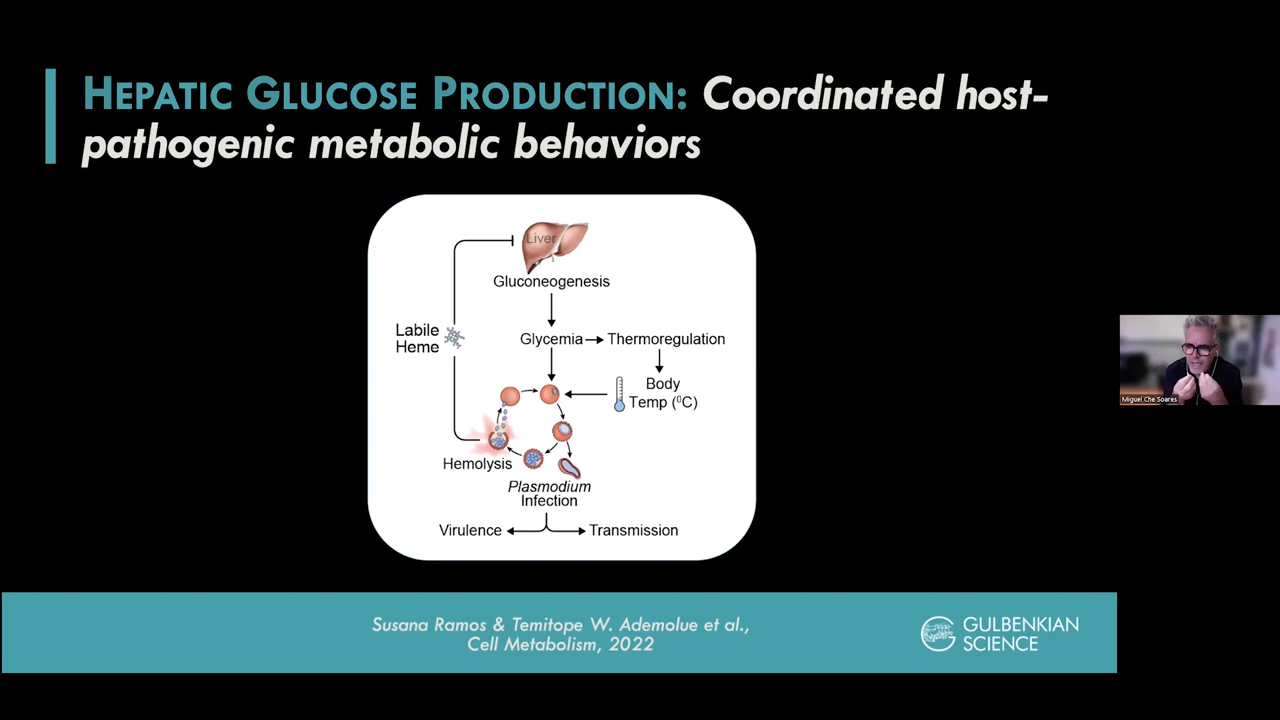 HEPATIC GLUCOSE PRODUCTION: Coordinated host-
pathogenic metabolic behaviors
Liver
Gluconeogenesis
Labile
Heme
Glycemia
Thermoregulation
Body
Temp (⁰C)
Hemolysis
Plasmodium
Infection
Virulence
Transmission
Miguel Che Soares
Susana Ramos & Temitope W. Ademolue et al.,
Cell Metabolism, 2022
GULBENKIAN
SCIENCE